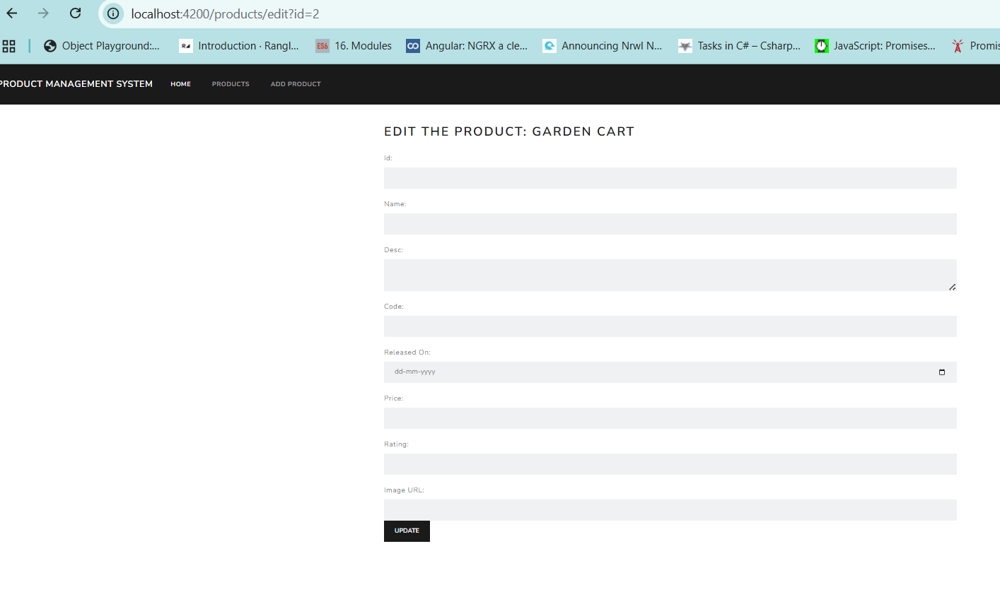 localhost:4200/products/edit?id=2
Object Playground:... Introduction · Rangl... ES6 16. Modules Angular: NGRX a cle... Announcing Nrwl N... Tasks in C# – Csharp... JavaScript: Promises... Promis
PRODUCT MANAGEMENT SYSTEM HOME PRODUCTS ADD PRODUCT
EDIT THE PRODUCT: GARDEN CART
Id:
Name:
Desc:
Code:
Released On:
dd-mm-yyyy
Price:
Rating:
Image URL:
UPDATE